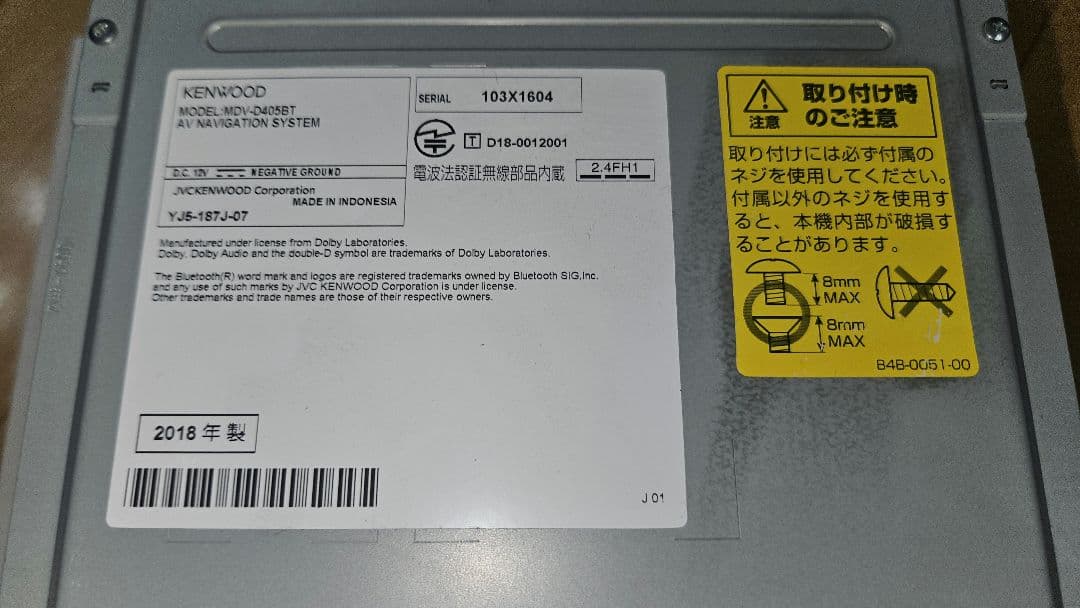 KENWOOD
MODEL:MDV-D405BT
AV NAVIGATION SYSTEM
D.C. 12V NEGATIVE GROUND
JVCKENWOOD Corporation
MADE IN INDONESIA
YJ5-187J-07
SERIAL 103X1604
T D18-0012001
電波法認証無線部品内蔵 2.4FH1
Manufactured under license from Dolby Laboratories.
Dolby, Dolby Audio and the double-D symbol are trademarks of Dolby Laboratories.
The Bluetooth(R) word mark and logos are registered trademarks owned by Bluetooth SIG,Inc.
and any use of such marks by JVC KENWOOD Corporation is under license.
Other trademarks and trade names are those of their respective owners.
2018 年 製
J 01
注意
取り付け時
のご注意
取り付けには必ず付属の
ネジを使用してください。
付属以外のネジを使用す
ると、本機内部が破損す
ることがあります。
8mm
MAX
8mm
MAX
B4B-0051-00